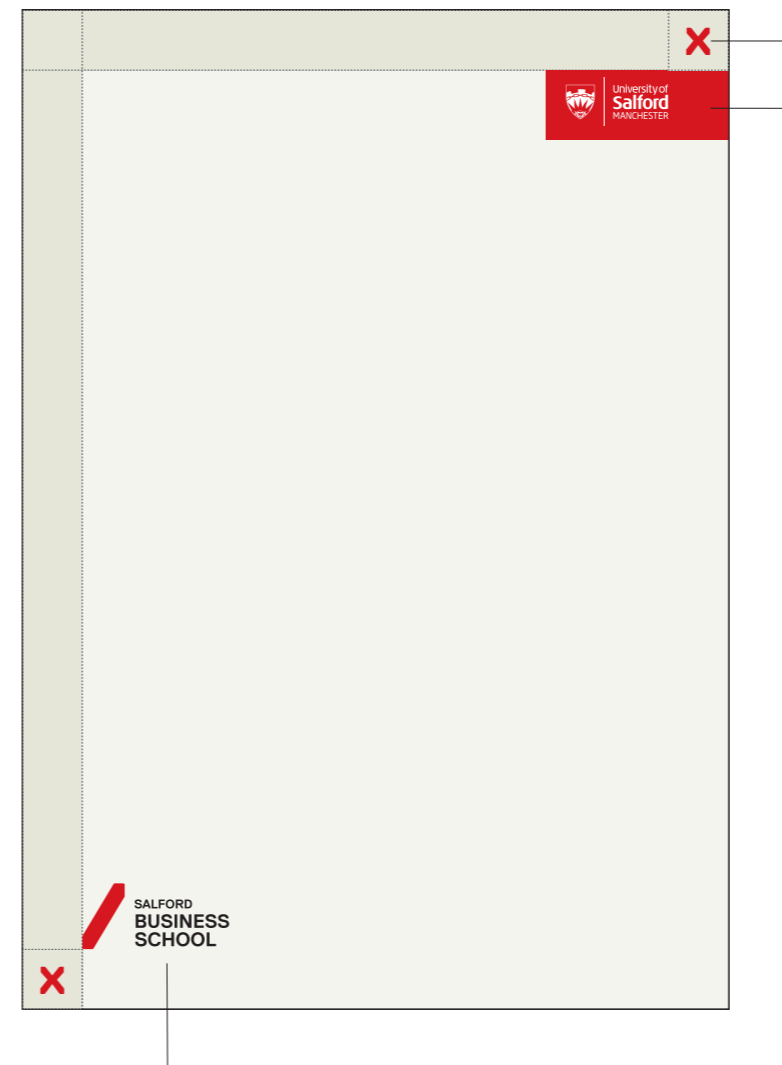 X
University of
Salford
MANCHESTER
SALFORD
BUSINESS
SCHOOL
X